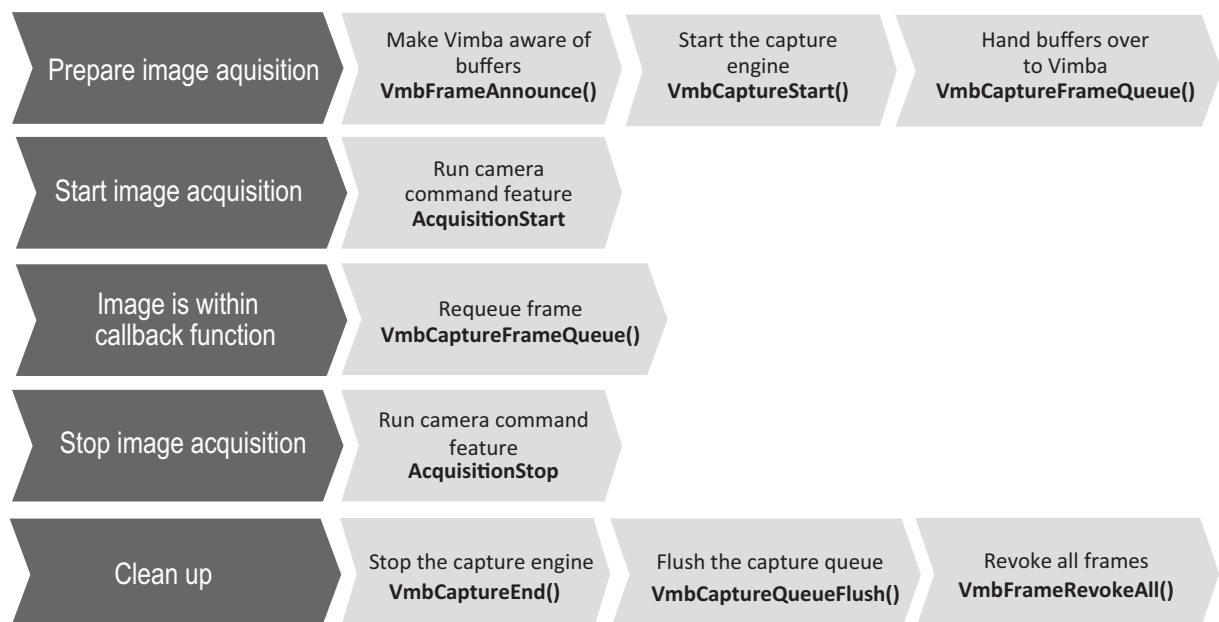 Prepare image aquisition
Make Vimba aware of
buffers
VmbFrameAnnounce()
Start the capture
engine
VmbCaptureStart()
Hand buffers over
to Vimba
VmbCaptureFrameQueue()
Start image acquisition
Run camera
command feature
AcquisitionStart
Image is within
callback function
Requeue frame
VmbCaptureFrameQueue()
Stop image acquisition
Run camera command
feature
AcquisitionStop
Clean up
Stop the capture engine
VmbCaptureEnd()
Flush the capture queue
VmbCaptureQueueFlush()
Revoke all frames
VmbFrameRevokeAll()